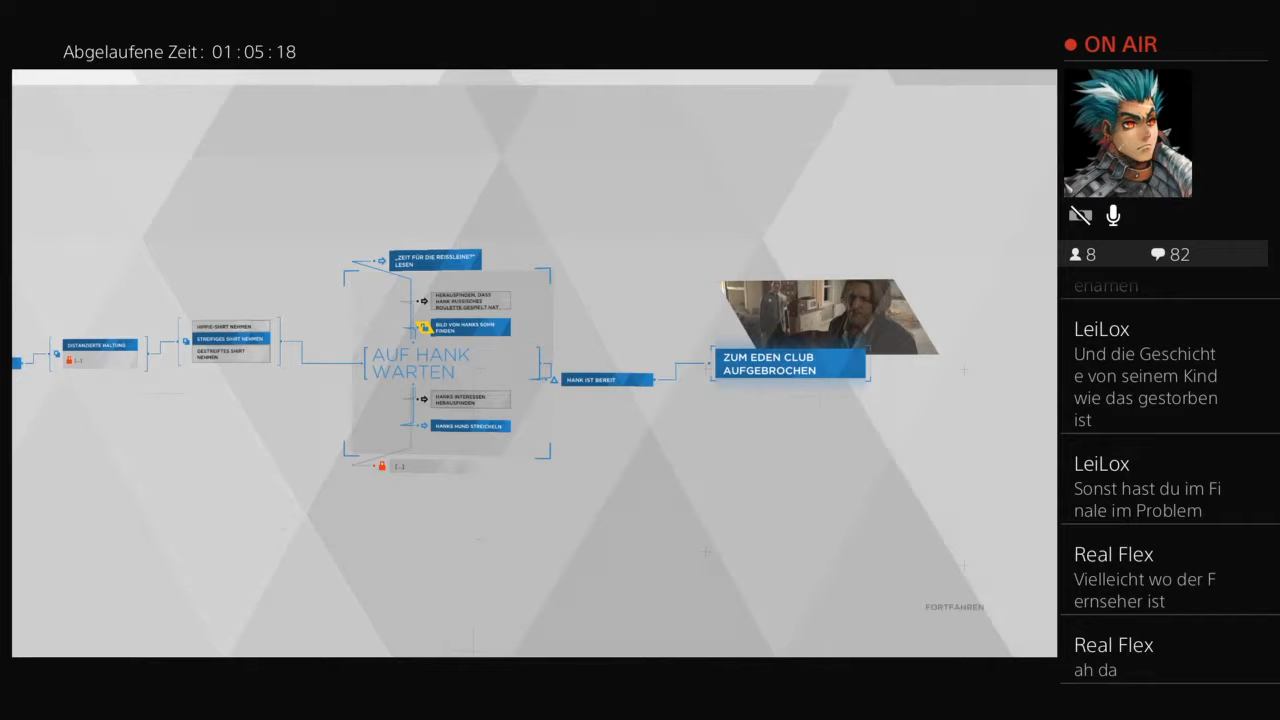 Abgelaufene Zeit: 01:05:18
DISTANZIERTE HALTUNG
[...]
HIPPIE-SHIRT NEHMEN
STREIFIGES SHIRT NEHMEN
GESTREIFTES SHIRT
NEHMEN
„ZEIT FÜR DIE REISSLEINE?"
LESEN
HERAUSFINDEN, DASS
HANK RUSSISCHES
ROULETTE GESPIELT HAT
BILD VON HANKS SOHN
FINDEN
AUF HANK
WARTEN
HANKS INTERESSEN
HERAUSFINDEN
HANKS HUND STREICHELN
[...]
HANK IST BEREIT
ZUM EDEN CLUB
AUFGEBROCHEN
FORTFAHREN
ON AIR
8
82
enamen
LeiLox
Und die Geschicht
e von seinem Kind
wie das gestorben
ist
LeiLox
Sonst hast du im Fi
nale im Problem
Real Flex
Vielleicht wo der F
ernseher ist
Real Flex
ah da